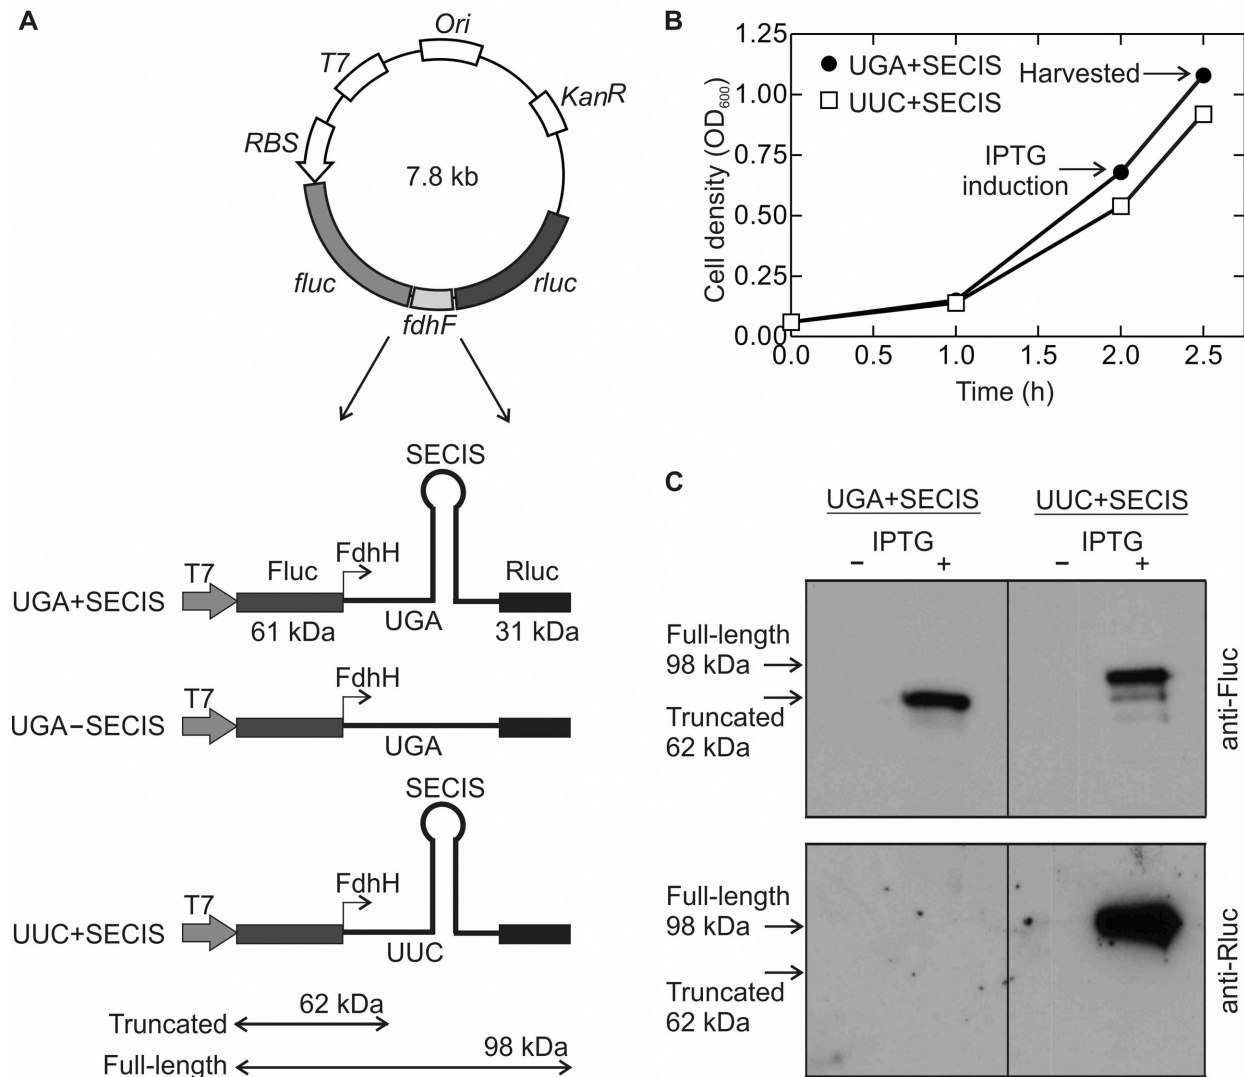 A
Ori
T7
KanR
RBS
7.8 kb
fluc
rluc
fdhF
SECIS
FdhH
T7
Fluc
Rluc
UGA+SECIS
UGA
61 kDa
31 kDa
FdhH
T7
UGA−SECIS
UGA
SECIS
FdhH
T7
UUC+SECIS
UUC
62 kDa
Truncated
98 kDa
Full-length
B
1.25
UGA+SECIS
Harvested
1.00
UUC+SECIS
0.75
IPTG
induction
0.50
0.25
0.00
Cell density (OD600)
0.0 0.5 1.0 1.5 2.0 2.5
Time (h)
C
UGA+SECIS UUC+SECIS
IPTG IPTG
− + − +
Full-length
98 kDa
Truncated
62 kDa
anti-Fluc
Full-length
98 kDa
Truncated
62 kDa
anti-Rluc